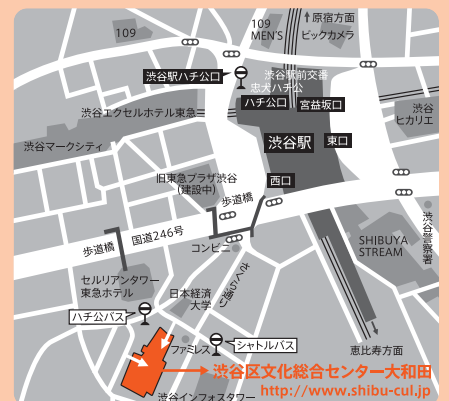 109
109
MEN'S
↑原宿方面
ビックカメラ
渋谷駅ハチ公口
渋谷駅前交番
忠犬ハチ公
ハチ公口
宮益坂口
渋谷エクセルホテル東急
渋谷
ヒカリエ
渋谷マークシティ
渋谷駅
東口
旧東急プラザ渋谷
(建設中)
西口
歩道橋
国道246号
歩道橋
コンビニ
渋谷警察署
SHIBUYA
STREAM
セルリアンタワー
東急ホテル
さくら通り
日本経済
大学
ハチ公バス
ファミレス
シャトルバス
恵比寿方面
渋谷区文化総合センター大和田
http://www.shibu-cul.jp
渋谷インフォスタワー